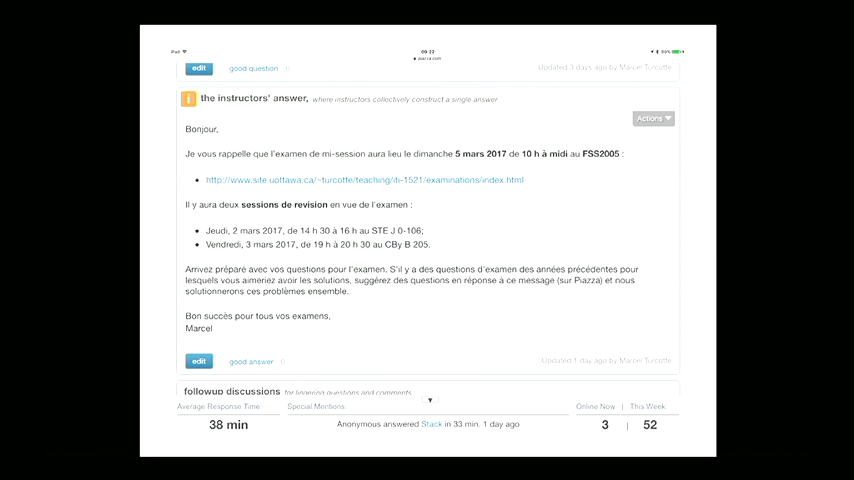 iPad
09:22
99%
piazza.com
edit
good question 0
Updated 3 days ago by Marcel Turcotte
i the instructors' answer, where instructors collectively construct a single answer
Actions
Bonjour,
Je vous rappelle que l'examen de mi-session aura lieu le dimanche 5 mars 2017 de 10 h à midi au FSS2005 :
• http://www.site.uottawa.ca/~turcotte/teaching/iti-1521/examinations/index.html
Il y aura deux sessions de revision en vue de l'examen :
• Jeudi, 2 mars 2017, de 14 h 30 à 16 h au STE J 0-106;
• Vendredi, 3 mars 2017, de 19 h à 20 h 30 au CBy B 205.
Arrivez préparé avec vos questions pour l'examen. S'il y a des questions d'examen des années précédentes pour
lesquels vous aimeriez avoir les solutions, suggérez des questions en réponse à ce message (sur Piazza) et nous
solutionnerons ces problèmes ensemble.
Bon succès pour tous vos examens,
Marcel
edit
good answer 0
Updated 1 day ago by Marcel Turcotte
followup discussions for lingering questions and comments
Average Response Time:
Special Mentions:
Online Now | This Week:
38 min
Anonymous answered Stack in 33 min. 1 day ago
3 | 52